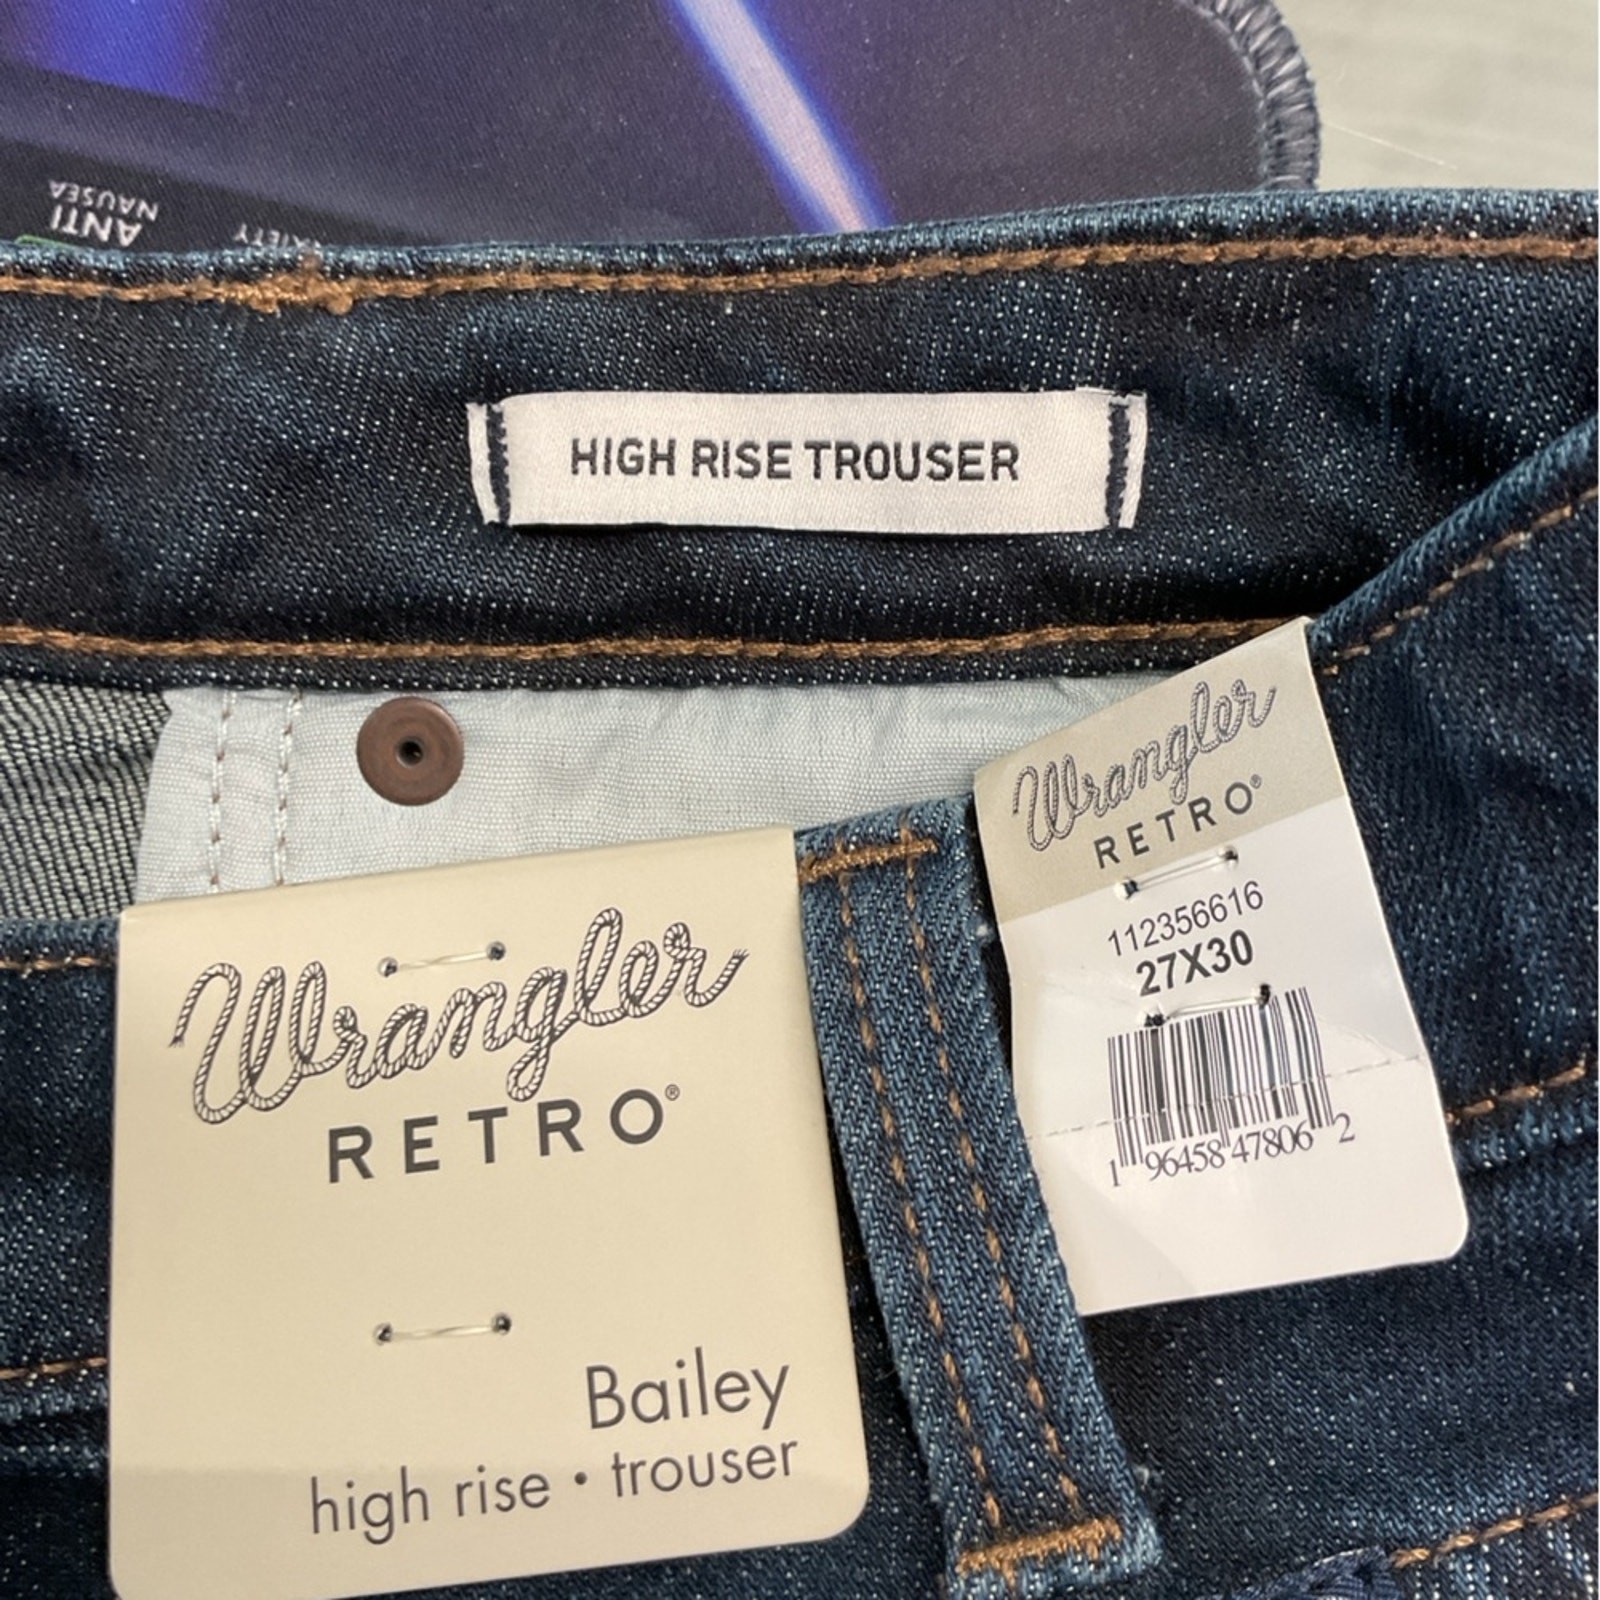 ANTI
NAUSEA
HIGH RISE TROUSER
Wrangler
RETRO®
112356616
27X30
1 96458 47806 2
Wrangler
RETRO®
Bailey
high rise • trouser